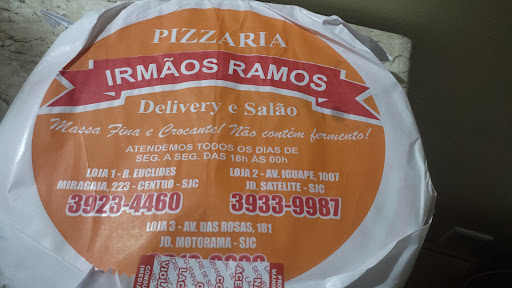 PIZZARIA
IRMÃOS RAMOS
Delivery e Salão
Massa Fina e Crocante! Não contém fermento!
ATENDEMOS TODOS OS DIAS DE
SEG. A SEG. DAS 18h ÀS 00h
LOJA 1 - R. EUCLIDES
MIRAGAIA, 223 - CENTRO - SJC
3923-4460
LOJA 2 - AV. IGUAPE, 1007
JD. SATÉLITE - SJC
3933-9987
LOJA 3 - AV. DAS ROSAS, 181
JD. MOTORAMA - SJC